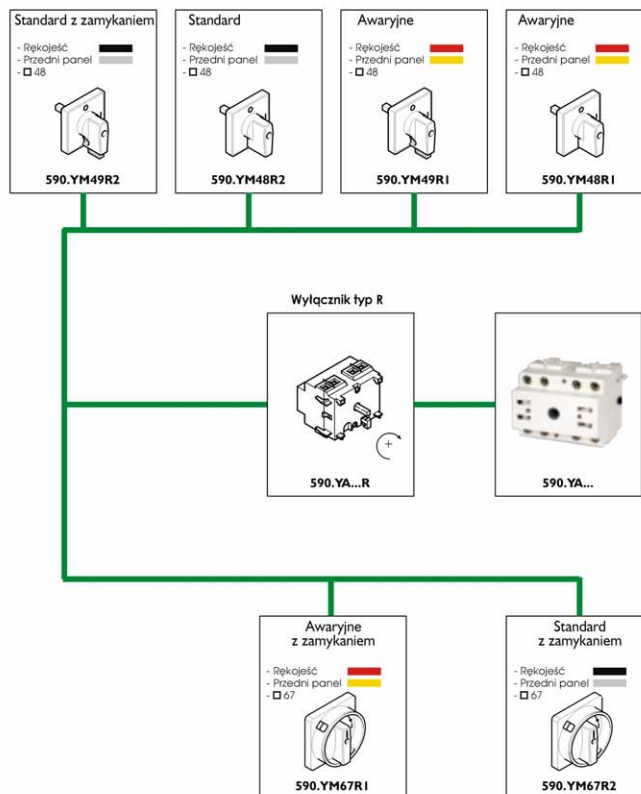 Standard z zamykaniem
- Rękojeść
- Przedni panel
- □ 48
590.YM49R2
Standard
- Rękojeść
- Przedni panel
- □ 48
590.YM48R2
Awaryjne
- Rękojeść
- Przedni panel
- □ 48
590.YM49R1
Awaryjne
- Rękojeść
- Przedni panel
- □ 48
590.YM48R1
Wyłącznik typ R
590.YA...R
590.YA...
Awaryjne
z zamykaniem
- Rękojeść
- Przedni panel
- □ 67
590.YM67R1
Standard
z zamykaniem
- Rękojeść
- Przedni panel
- □ 67
590.YM67R2